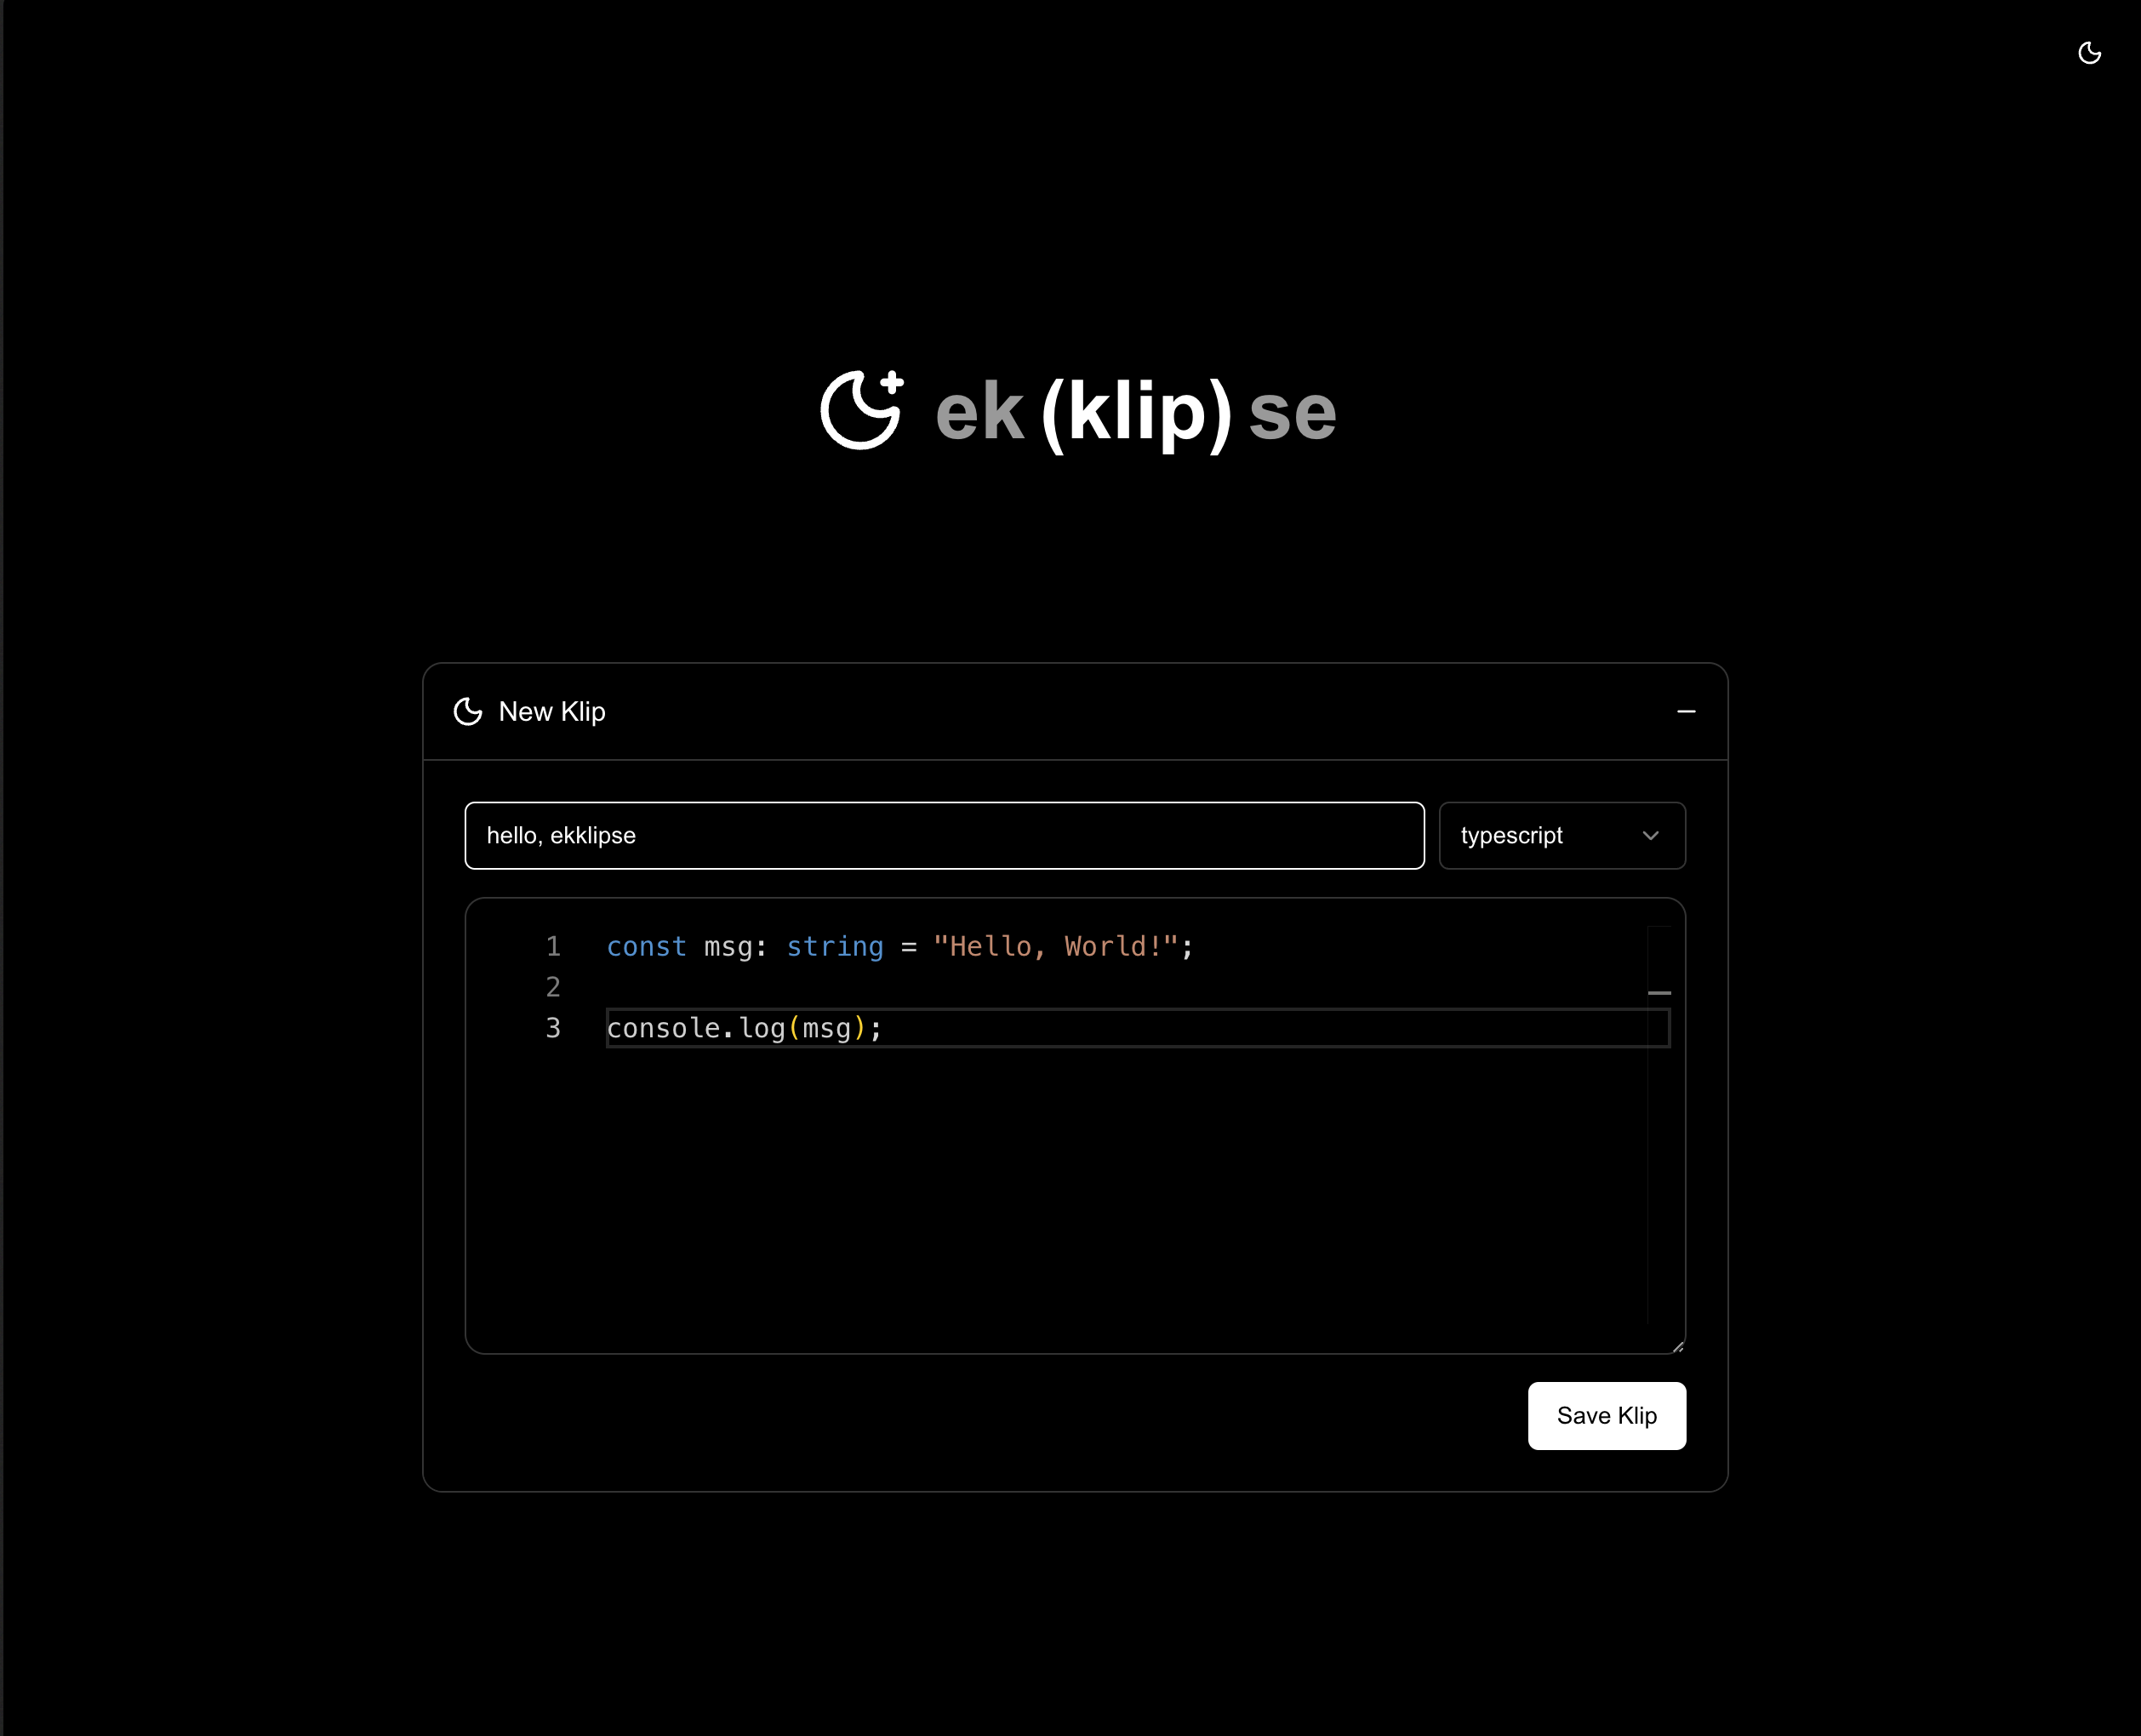 ek (klip) se
New Klip
hello, ekklipse
typescript
1 const msg: string = "Hello, World!";
2
3 console.log(msg);
Save Klip